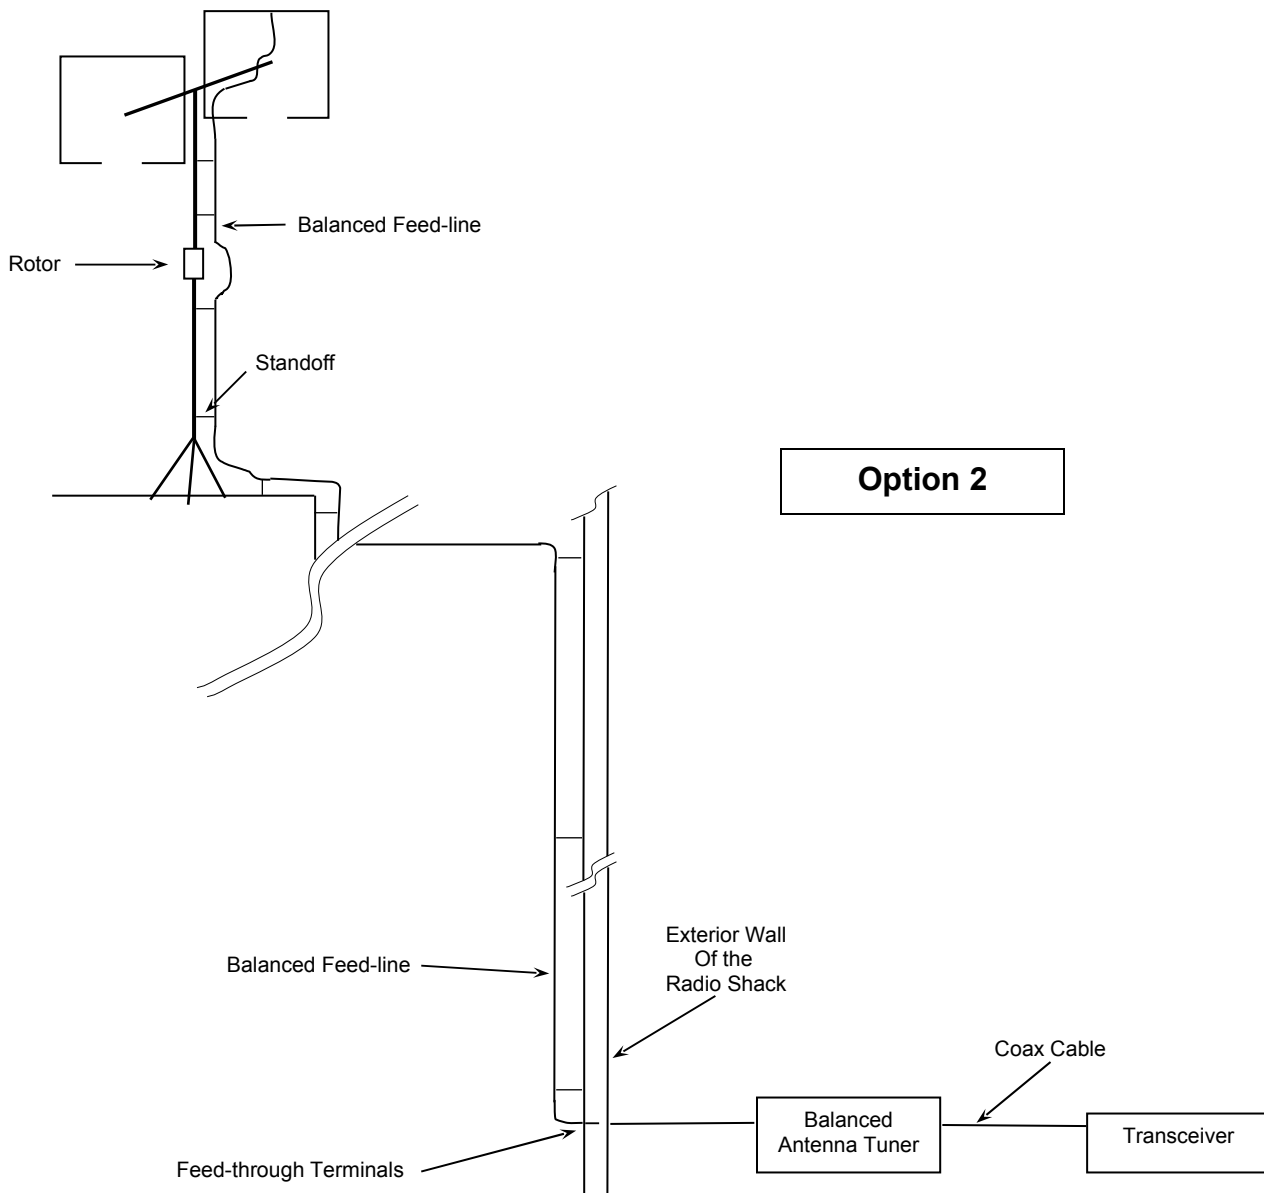 Balanced Feed-line
Rotor
Standoff
Option 2
Exterior Wall
Of the
Radio Shack
Balanced Feed-line
Coax Cable
Balanced
Antenna Tuner
Transceiver
Feed-through Terminals